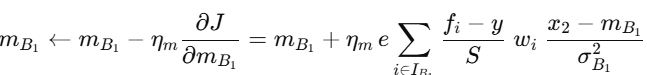 $m_{B_1} \leftarrow m_{B_1} - \eta_m \frac{\partial J}{\partial m_{B_1}} = m_{B_1} + \eta_m \, e \sum_{i \in I_{B_1}} \frac{f_i - y}{S} \, w_i \, \frac{x_2 - m_{B_1}}{\sigma_{B_1}^2}$